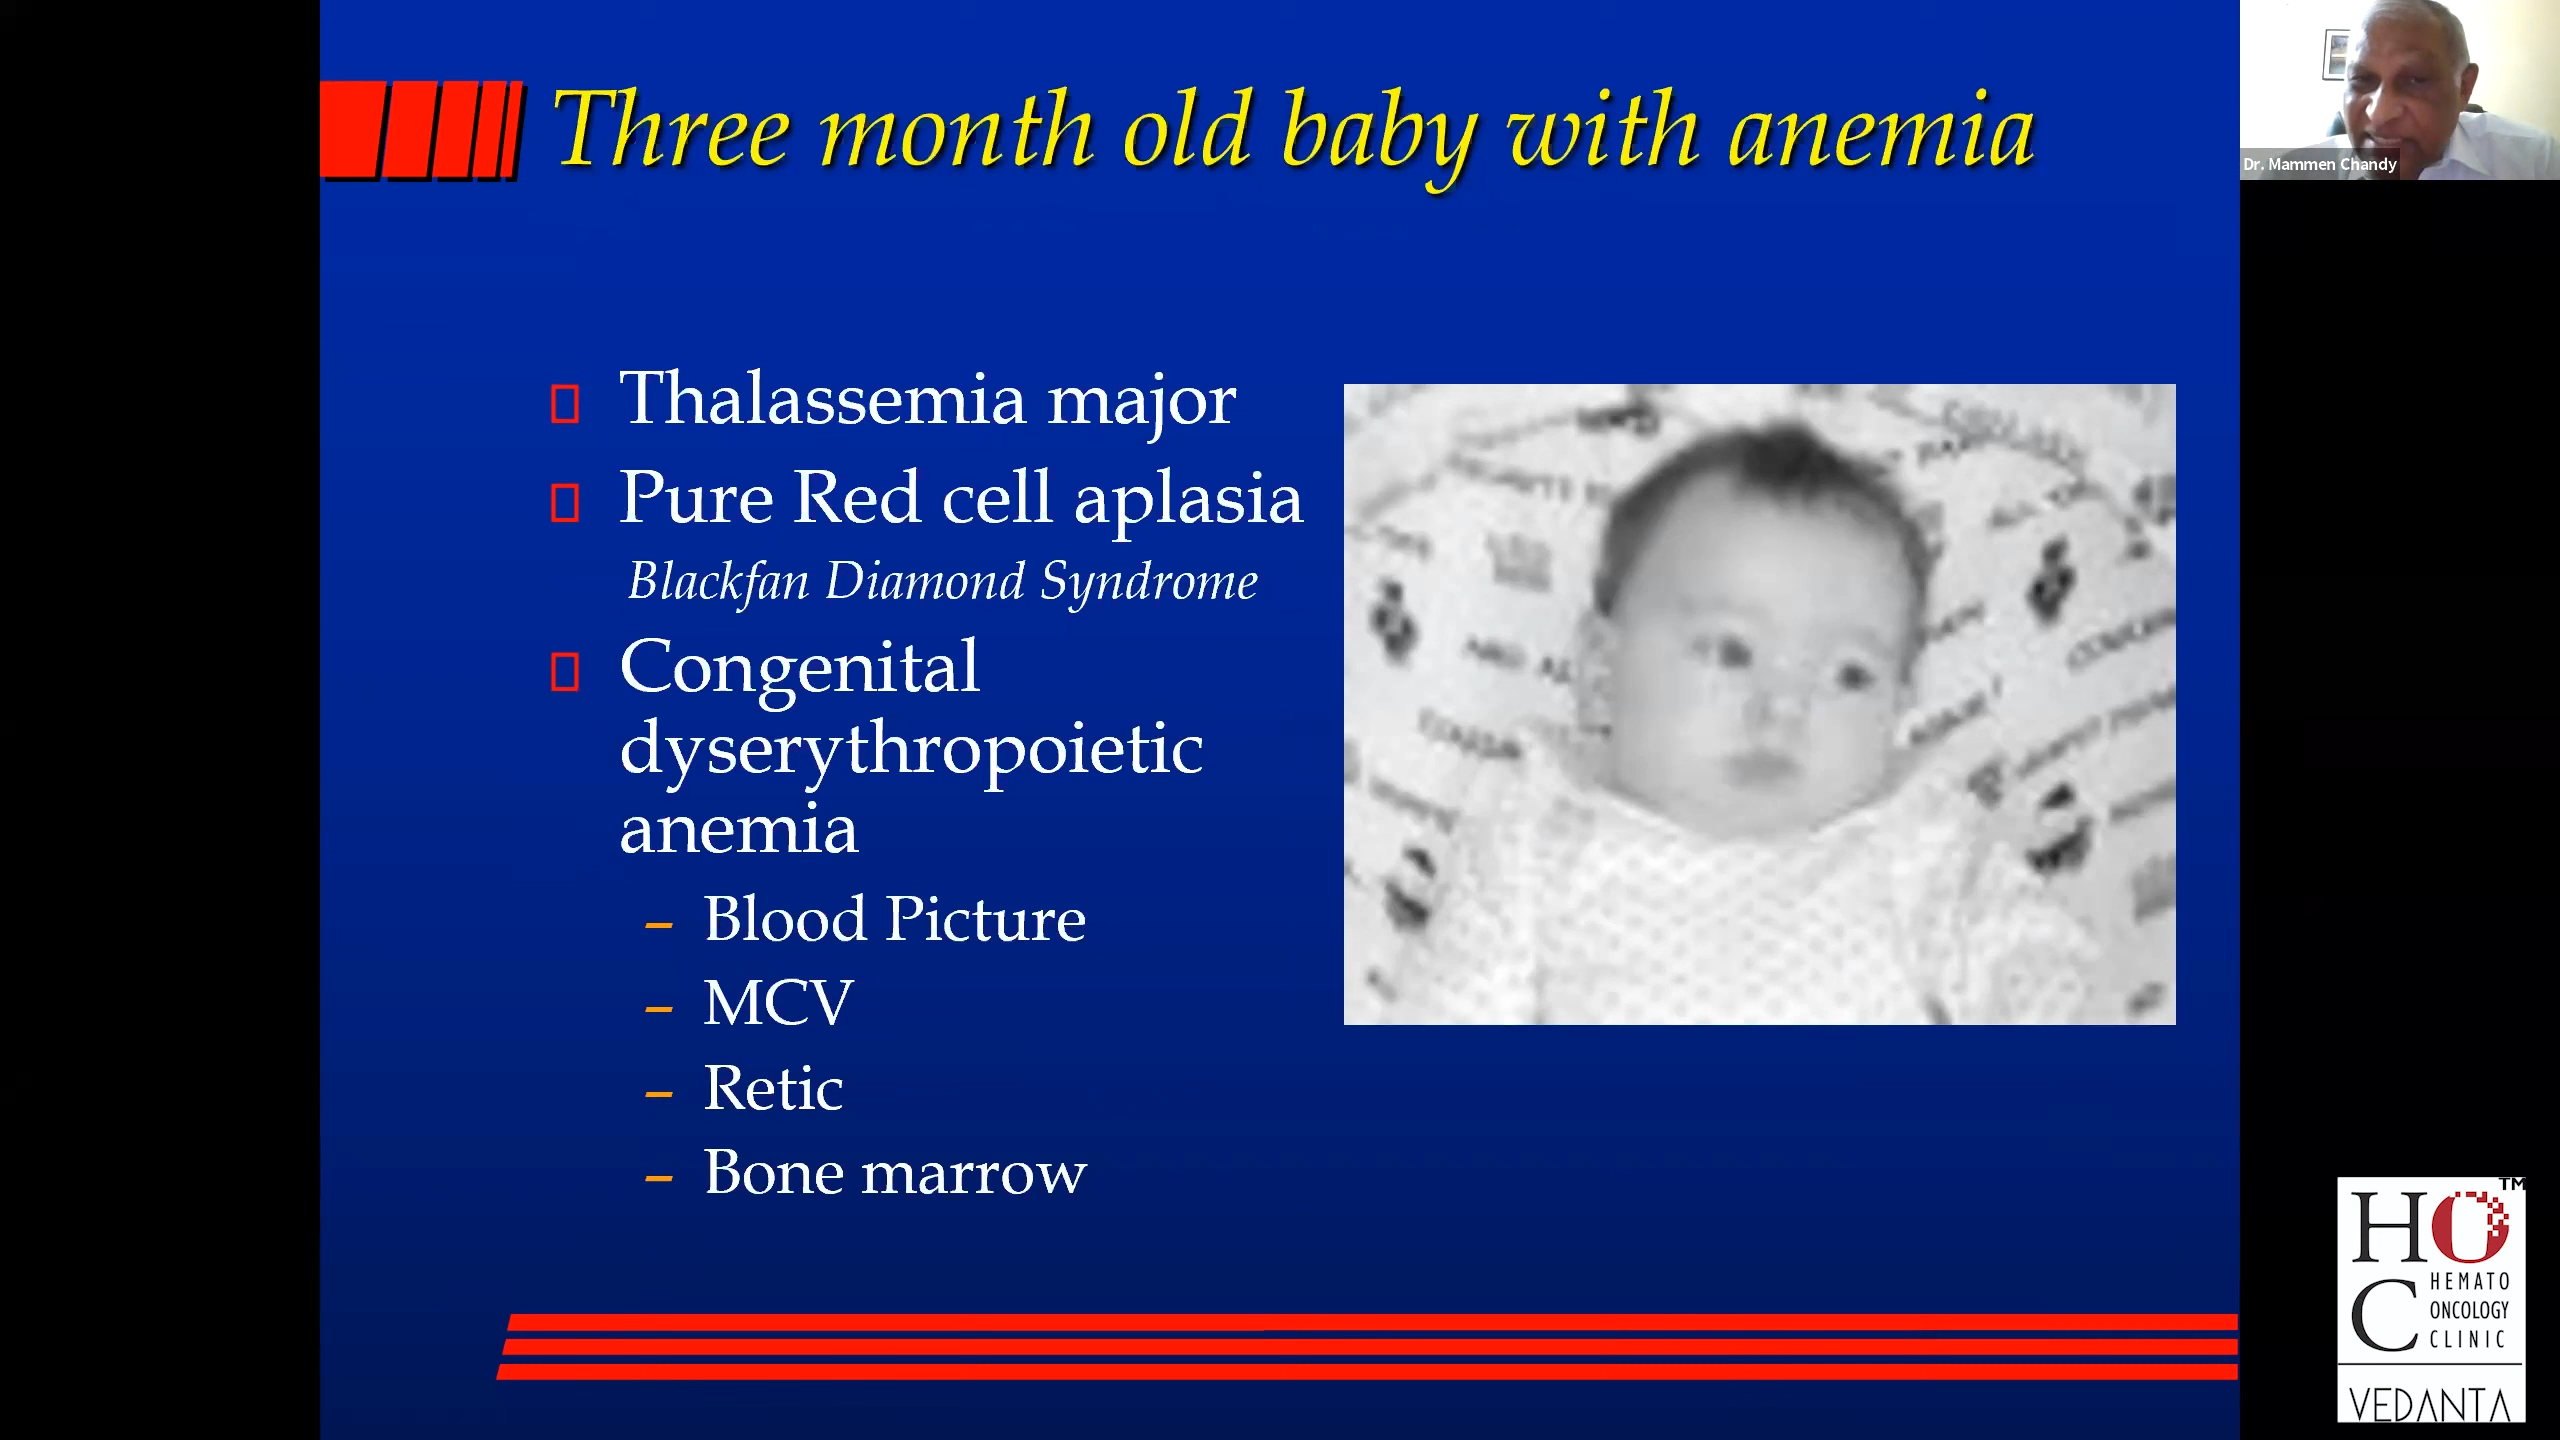 Three month old baby with anemia
Dr. Mammen Chandy
Thalassemia major
Pure Red cell aplasia
Blackfan Diamond Syndrome
Congenital
dyserythropoietic
anemia
– Blood Picture
– MCV
– Retic
– Bone marrow
HOC™
HEMATO
ONCOLOGY
CLINIC
VEDANTA